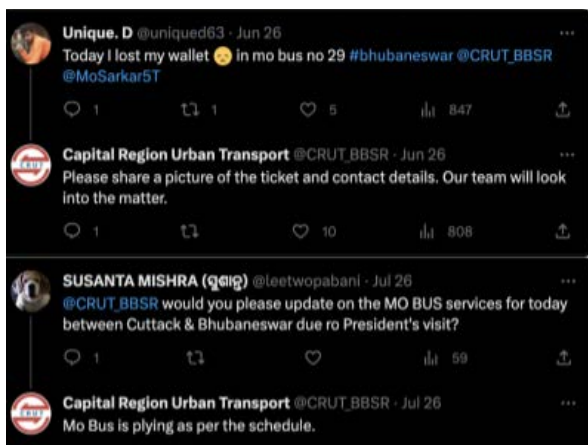 Unique. D @uniqued63 · Jun 26
Today I lost my wallet 😞 in mo bus no 29 #bhubaneswar @CRUT_BBSR
@MoSarkar5T
1 1 5 847
Capital Region Urban Transport @CRUT_BBSR · Jun 26
Please share a picture of the ticket and contact details. Our team will look
into the matter.
1 10 808
SUSANTA MISHRA (ସୁଶାନ୍ତ) @leetwopabani · Jul 26
@CRUT_BBSR would you please update on the MO BUS services for today
between Cuttack & Bhubaneswar due ro President's visit?
1 59
Capital Region Urban Transport @CRUT_BBSR · Jul 26
Mo Bus is plying as per the schedule.